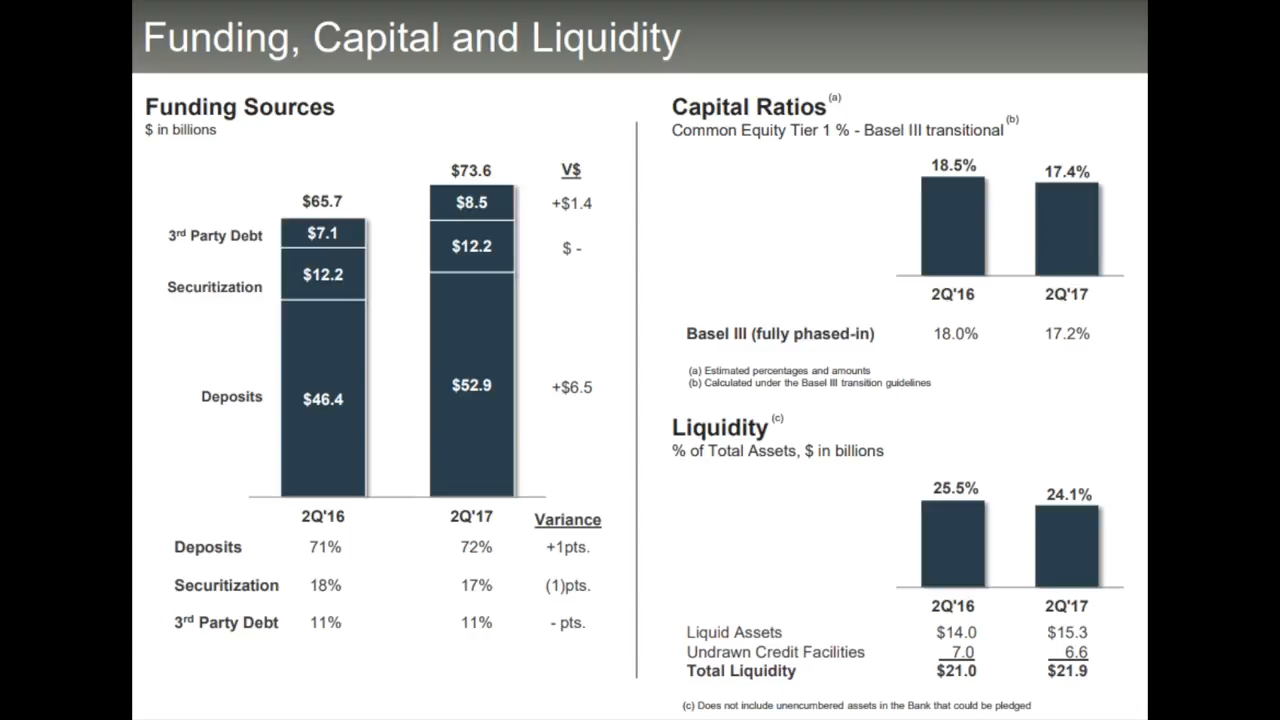 Funding, Capital and Liquidity
Funding Sources
$ in billions
V$
$65.7
$73.6
3rd Party Debt
$7.1
$8.5
+$1.4
Securitization
$12.2
$12.2
$ -
Deposits
$46.4
$52.9
+$6.5
2Q'16
2Q'17
Variance
Deposits 71% 72% +1pts.
Securitization 18% 17% (1)pts.
3rd Party Debt 11% 11% - pts.
Capital Ratios (a)
Common Equity Tier 1 % - Basel III transitional (b)
18.5%
17.4%
2Q'16
2Q'17
Basel III (fully phased-in) 18.0% 17.2%
(a) Estimated percentages and amounts
(b) Calculated under the Basel III transition guidelines
Liquidity (c)
% of Total Assets, $ in billions
25.5%
24.1%
2Q'16
2Q'17
Liquid Assets $14.0 $15.3
Undrawn Credit Facilities 7.0 6.6
Total Liquidity $21.0 $21.9
(c) Does not include unencumbered assets in the Bank that could be pledged